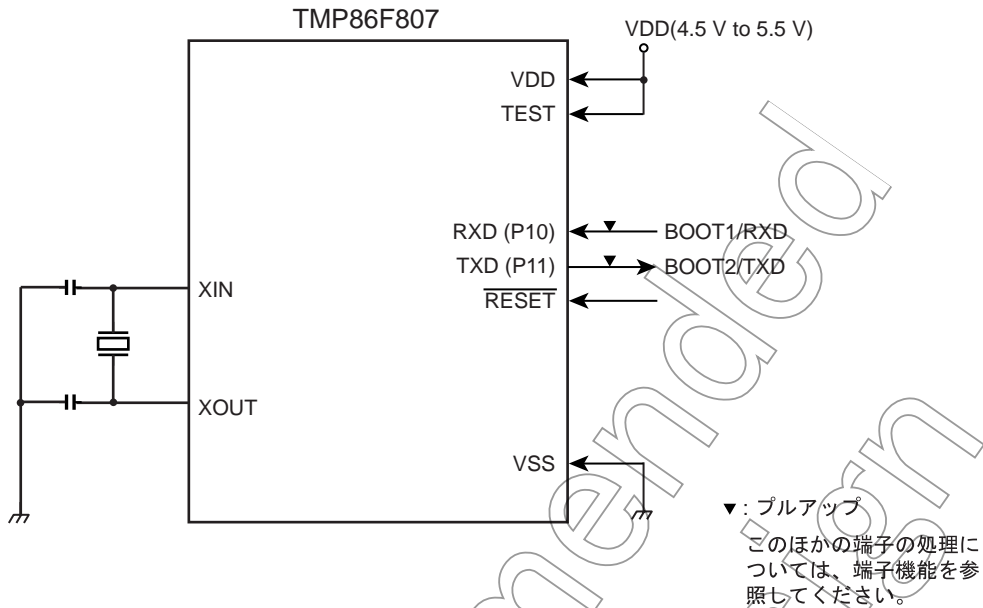 TMP86F807
VDD(4.5 V to 5.5 V)
VDD
TEST
RXD (P10)
BOOT1/RXD
TXD (P11)
BOOT2/TXD
RESET
XIN
XOUT
VSS
▼: プルアップ
このほかの端子の処理に
ついては、端子機能を参
照してください。